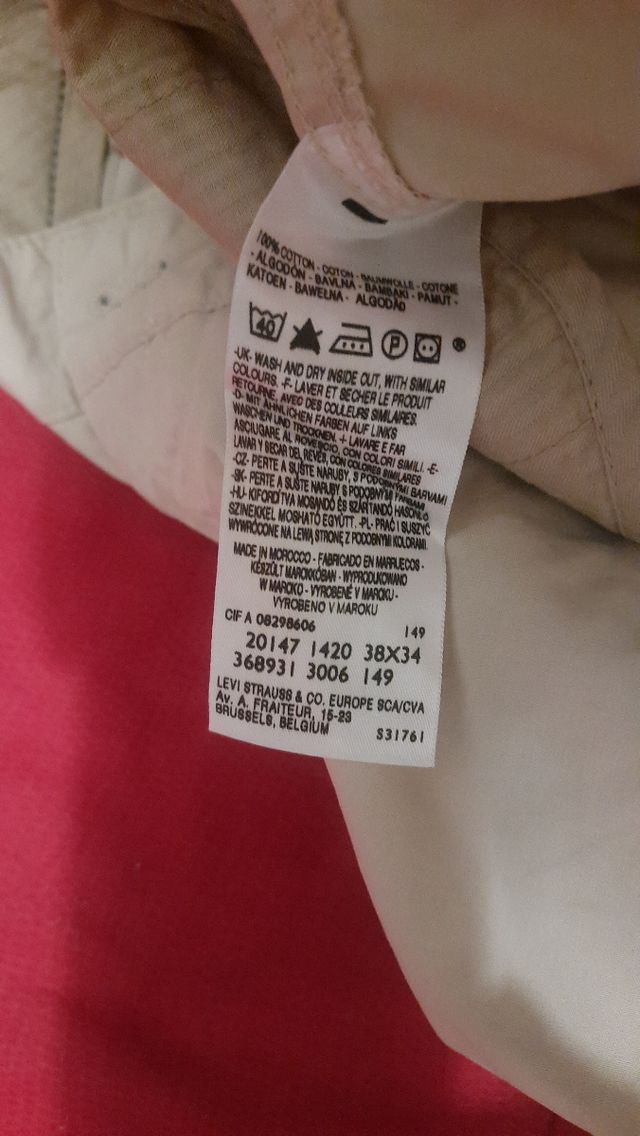 100% COTTON - COTON - BAUMWOLLE - COTONE
- ALGODÓN - BAVLNA - BAMBAKI - PAMUT -
KATOEN - BAWEŁNA - ALGODÃO
40 P ®
-UK- WASH AND DRY INSIDE OUT, WITH SIMILAR
COLOURS. -F- LAVER ET SECHER LE PRODUIT
RETOURNE, AVEC DES COULEURS SIMILAIRES.
-D- MIT ÄHNLICHEN FARBEN AUF LINKS
WASCHEN UND TROCKNEN. + LAVARE E FAR
ASCIUGARE AL ROVESCIO, CON COLORI SIMILI. -E-
LAVAR Y SECAR DEL REVÉS, CON COLORES SIMILARES
-CZ- PERTE A SUŠTE NARUBY, S PODOBNÝMI BARVAMI
-SK- PERTE A SUŠTE NARUBY S PODOBNÝMI FARBAMI
-HU- KIFORDÍTVA MOSANDÓ ÉS SZÁRÍTANDÓ HASONLÓ
SZINEKKEL MOSHATÓ EGYÜTT. -PL- PRAĆ I SUSZYĆ
WYWRÓCONE NA LEWĄ STRONĘ Z PODOBNYMI KOLORAMI.
MADE IN MOROCCO - FABRICADO EN MARRUECOS -
KÉSZÜLT MAROKKÓBAN - WYPRODUKOWANO
W MAROKO - VYROBENÉ V MAROKU -
VYROBENO V MAROKU
CIF A 08298606 149
20147 1420 38X34
368931 3006 149
LEVI STRAUSS & CO. EUROPE SCA/CVA
Av. A. FRAITEUR, 15-23
BRUSSELS, BELGIUM S31761